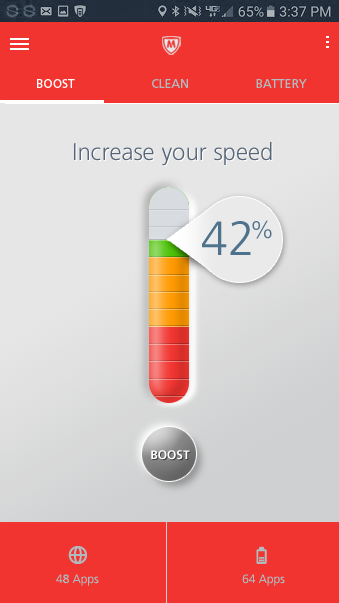 65% 3:37 PM
BOOST CLEAN BATTERY
Increase your speed
42%
BOOST
48 Apps 64 Apps